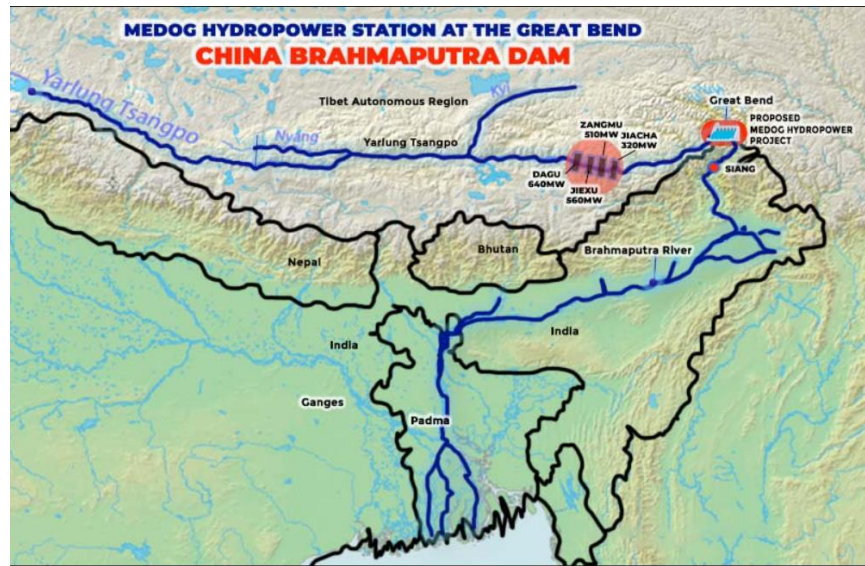 MEDOG HYDROPOWER STATION AT THE GREAT BEND
CHINA BRAHMAPUTRA DAM
Yarlung Tsangpo
Tibet Autonomous Region
Kyi
Great Bend
PROPOSED
MEDOG HYDROPOWER
PROJECT
Nyang
Yarlung Tsangpo
ZANGMU
510MW
JIACHA
320MW
DAGU
640MW
JIEXU
560MW
SIANG
Nepal
Bhutan
Brahmaputra River
India
India
Ganges
Padma